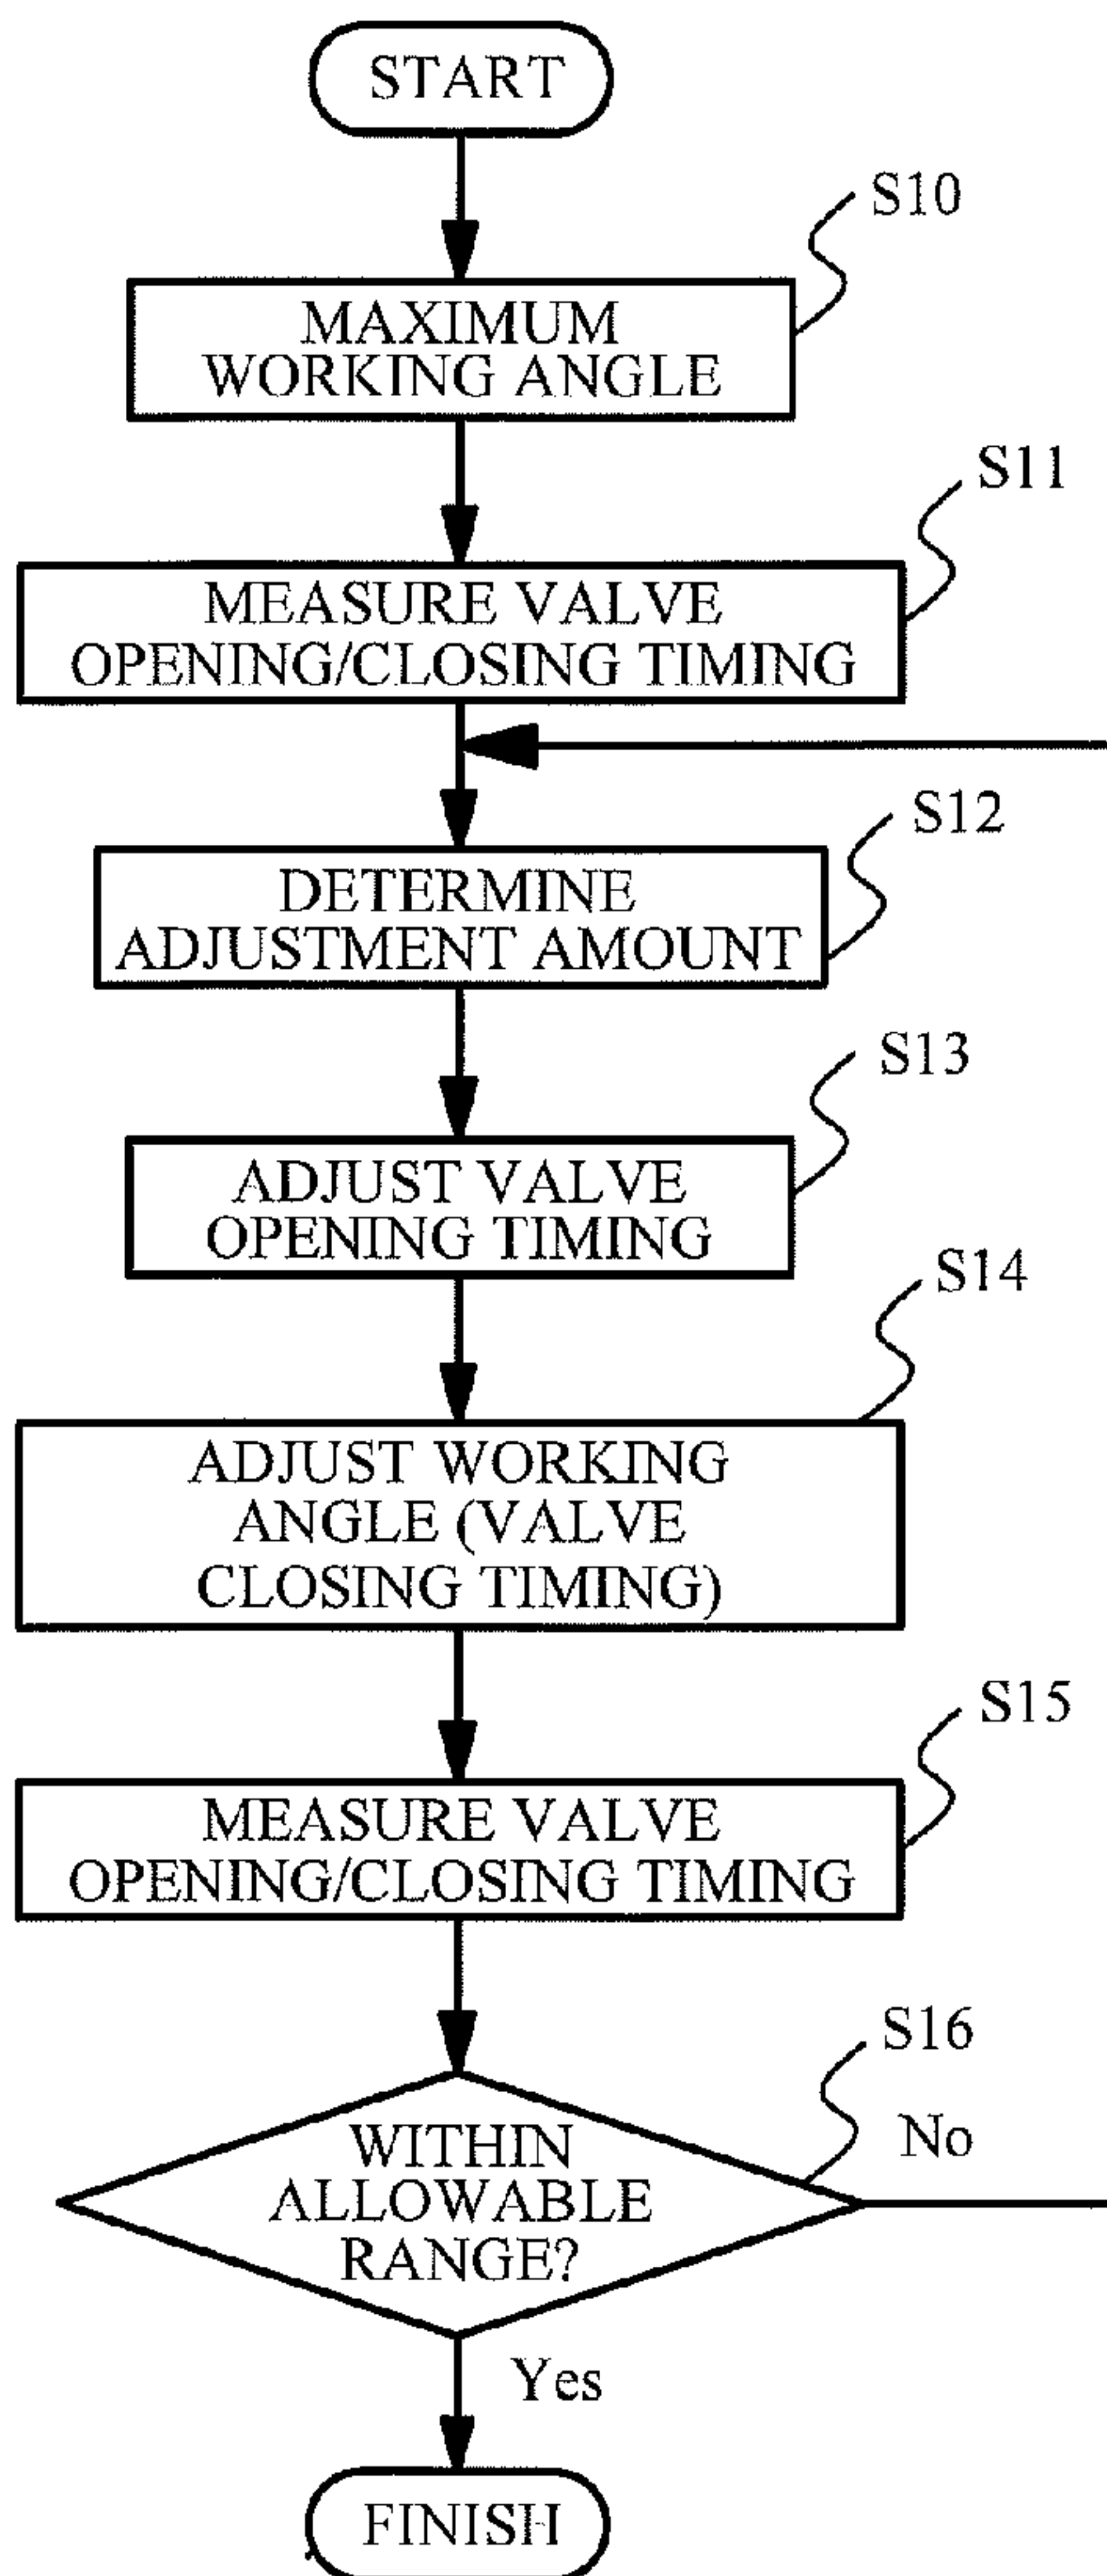 START
S10
MAXIMUM
WORKING ANGLE
S11
MEASURE VALVE
OPENING/CLOSING TIMING
S12
DETERMINE
ADJUSTMENT AMOUNT
S13
ADJUST VALVE
OPENING TIMING
S14
ADJUST WORKING
ANGLE (VALVE
CLOSING TIMING)
S15
MEASURE VALVE
OPENING/CLOSING TIMING
S16
No
WITHIN
ALLOWABLE
RANGE?
Yes
FINISH